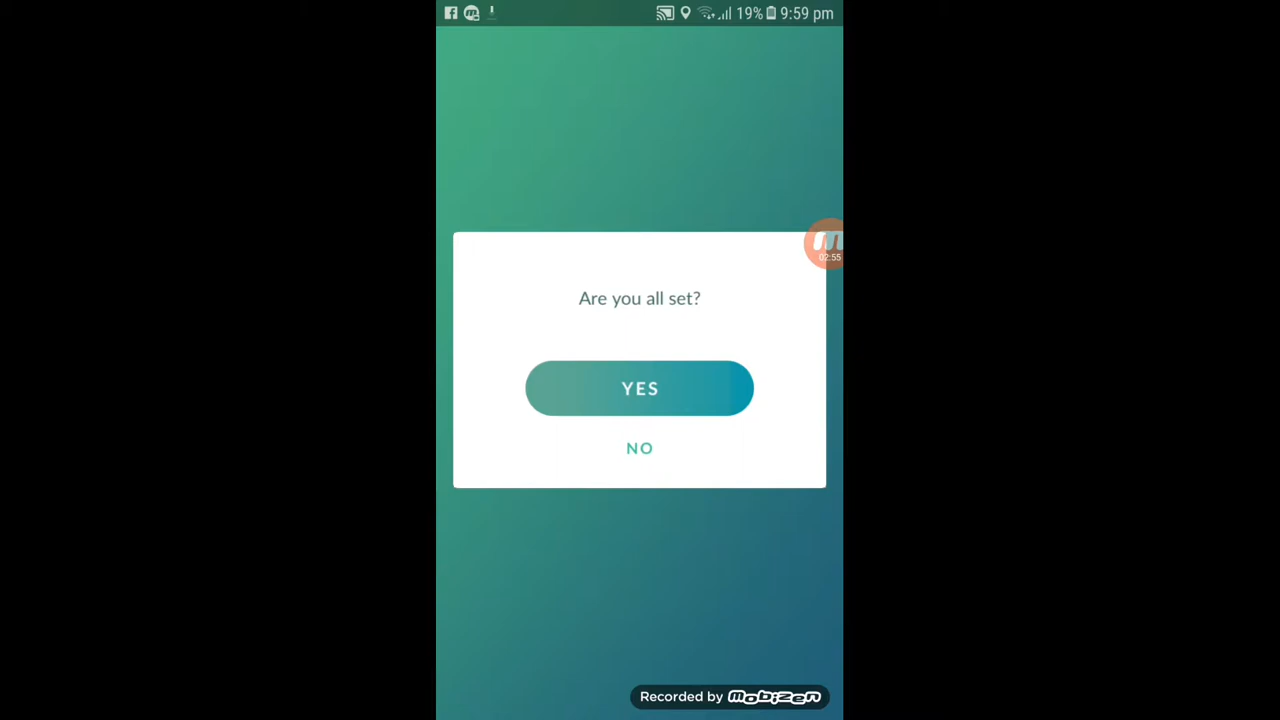 19% 9:59 pm
02:55
Are you all set?
YES
NO
Recorded by mobizen